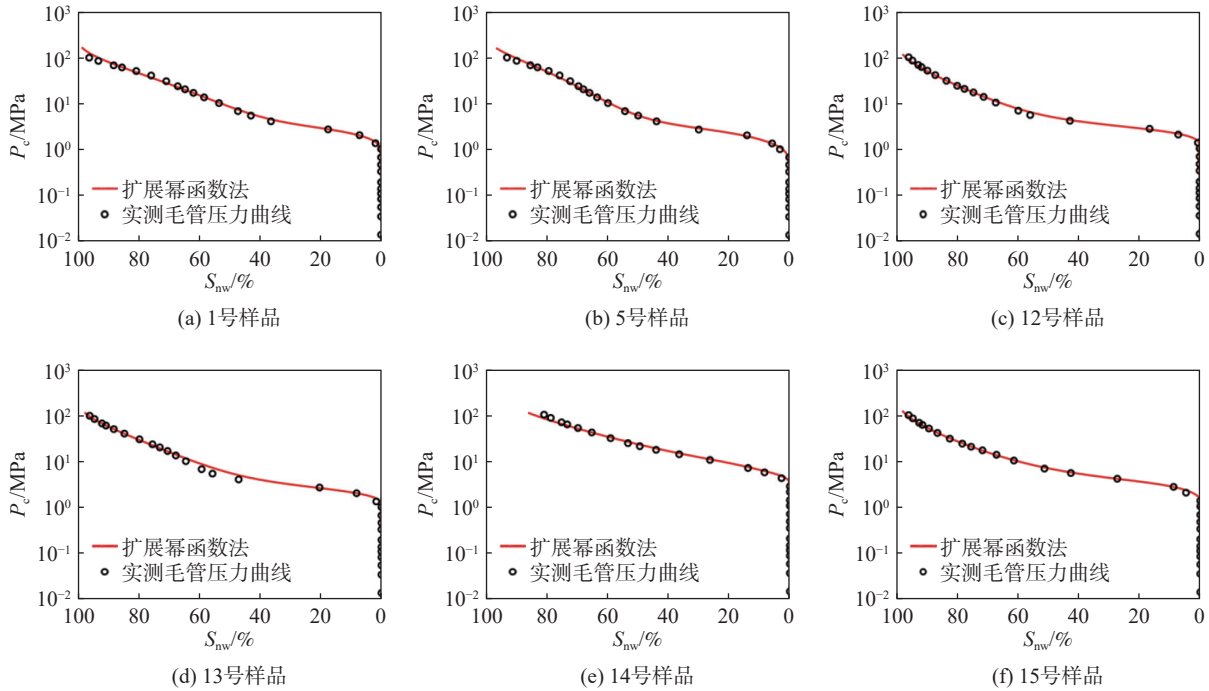 10³
10²
10¹
10⁰
10⁻¹
10⁻²
P_c/MPa
扩展幂函数法
实测毛管压力曲线
100 80 60 40 20 0
S_nw/%
(a) 1号样品
10³
10²
10¹
10⁰
10⁻¹
10⁻²
P_c/MPa
扩展幂函数法
实测毛管压力曲线
100 80 60 40 20 0
S_nw/%
(b) 5号样品
10³
10²
10¹
10⁰
10⁻¹
10⁻²
P_c/MPa
扩展幂函数法
实测毛管压力曲线
100 80 60 40 20 0
S_nw/%
(c) 12号样品
10³
10²
10¹
10⁰
10⁻¹
10⁻²
P_c/MPa
扩展幂函数法
实测毛管压力曲线
100 80 60 40 20 0
S_nw/%
(d) 13号样品
10³
10²
10¹
10⁰
10⁻¹
10⁻²
P_c/MPa
扩展幂函数法
实测毛管压力曲线
100 80 60 40 20 0
S_nw/%
(e) 14号样品
10³
10²
10¹
10⁰
10⁻¹
10⁻²
P_c/MPa
扩展幂函数法
实测毛管压力曲线
100 80 60 40 20 0
S_nw/%
(f) 15号样品